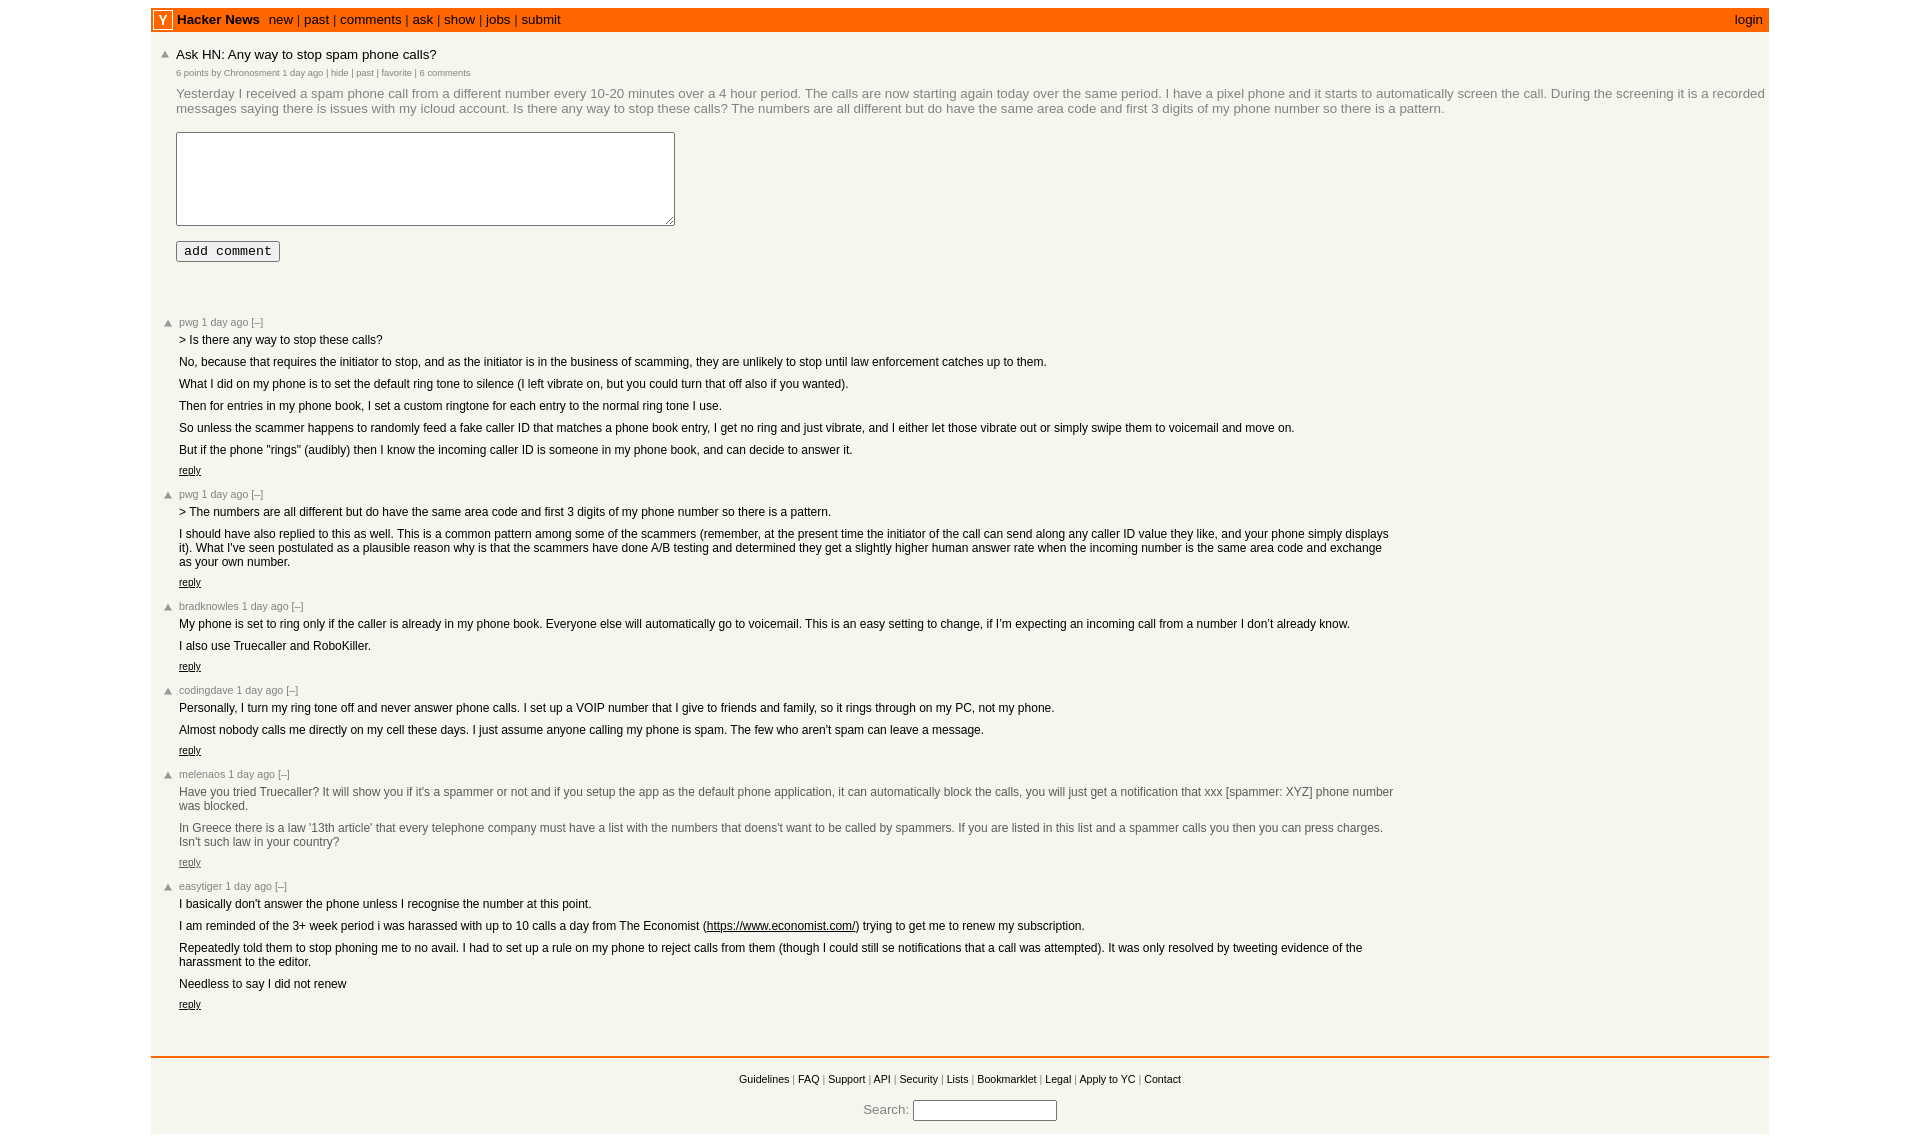 Y Hacker News new | past | comments | ask | show | jobs | submit login
Ask HN: Any way to stop spam phone calls?
6 points by Chronosment 1 day ago | hide | past | favorite | 6 comments
Yesterday I received a spam phone call from a different number every 10-20 minutes over a 4 hour period. The calls are now starting again today over the same period. I have a pixel phone and it starts to automatically screen the call. During the screening it is a recorded
messages saying there is issues with my icloud account. Is there any way to stop these calls? The numbers are all different but do have the same area code and first 3 digits of my phone number so there is a pattern.
add comment
pwg 1 day ago [–]
> Is there any way to stop these calls?
No, because that requires the initiator to stop, and as the initiator is in the business of scamming, they are unlikely to stop until law enforcement catches up to them.
What I did on my phone is to set the default ring tone to silence (I left vibrate on, but you could turn that off also if you wanted).
Then for entries in my phone book, I set a custom ringtone for each entry to the normal ring tone I use.
So unless the scammer happens to randomly feed a fake caller ID that matches a phone book entry, I get no ring and just vibrate, and I either let those vibrate out or simply swipe them to voicemail and move on.
But if the phone "rings" (audibly) then I know the incoming caller ID is someone in my phone book, and can decide to answer it.
reply
pwg 1 day ago [–]
> The numbers are all different but do have the same area code and first 3 digits of my phone number so there is a pattern.
I should have also replied to this as well. This is a common pattern among some of the scammers (remember, at the present time the initiator of the call can send along any caller ID value they like, and your phone simply displays
it). What I've seen postulated as a plausible reason why is that the scammers have done A/B testing and determined they get a slightly higher human answer rate when the incoming number is the same area code and exchange
as your own number.
reply
bradknowles 1 day ago [–]
My phone is set to ring only if the caller is already in my phone book. Everyone else will automatically go to voicemail. This is an easy setting to change, if I’m expecting an incoming call from a number I don’t already know.
I also use Truecaller and RoboKiller.
reply
codingdave 1 day ago [–]
Personally, I turn my ring tone off and never answer phone calls. I set up a VOIP number that I give to friends and family, so it rings through on my PC, not my phone.
Almost nobody calls me directly on my cell these days. I just assume anyone calling my phone is spam. The few who aren't spam can leave a message.
reply
melenaos 1 day ago [–]
Have you tried Truecaller? It will show you if it's a spammer or not and if you setup the app as the default phone application, it can automatically block the calls, you will just get a notification that xxx [spammer: XYZ] phone number
was blocked.
In Greece there is a law '13th article' that every telephone company must have a list with the numbers that doens't want to be called by spammers. If you are listed in this list and a spammer calls you then you can press charges.
Isn't such law in your country?
reply
easytiger 1 day ago [–]
I basically don't answer the phone unless I recognise the number at this point.
I am reminded of the 3+ week period i was harassed with up to 10 calls a day from The Economist (https://www.economist.com/) trying to get me to renew my subscription.
Repeatedly told them to stop phoning me to no avail. I had to set up a rule on my phone to reject calls from them (though I could still se notifications that a call was attempted). It was only resolved by tweeting evidence of the
harassment to the editor.
Needless to say I did not renew
reply
Guidelines | FAQ | Support | API | Security | Lists | Bookmarklet | Legal | Apply to YC | Contact
Search: